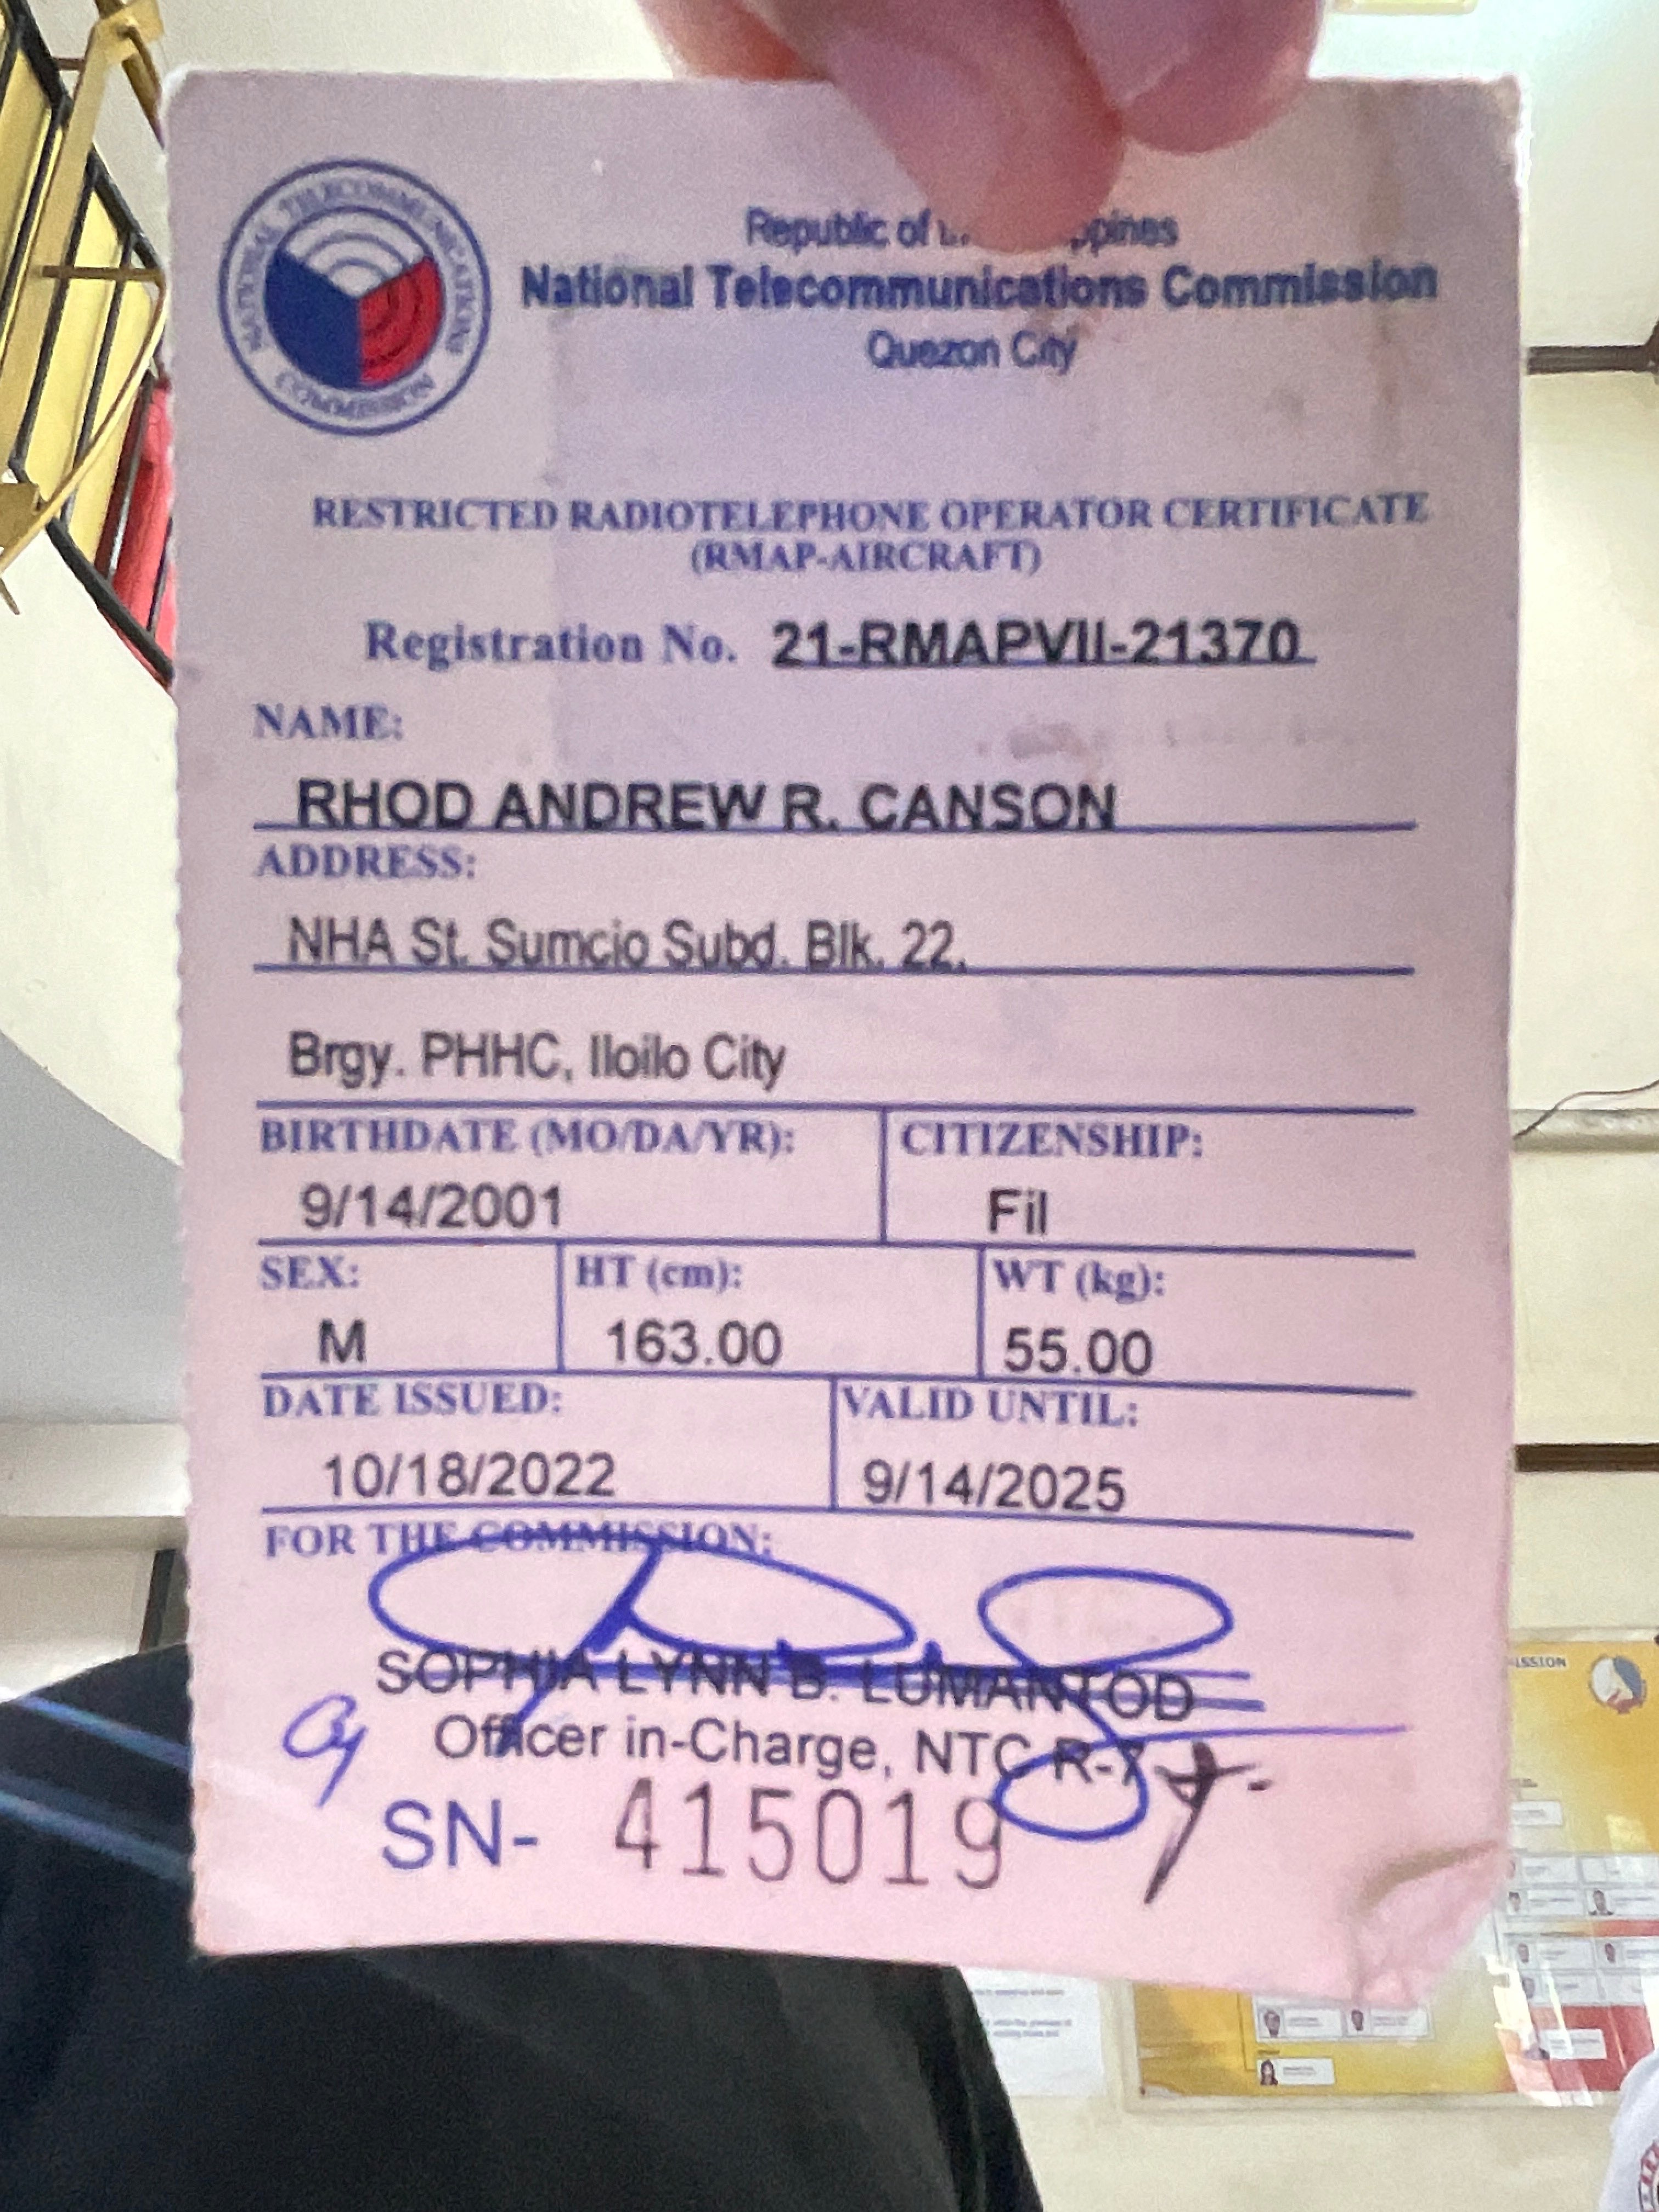 NATIONAL TELECOMMUNICATIONS COMMISSION
Republic of
National Telecommunications Commission
Quezon City
RESTRICTED RADIOTELEPHONE OPERATOR CERTIFICATE
(RMAP-AIRCRAFT)
Registration No. 21-RMAPVII-21370
NAME:
RHOD ANDREW R. CANSON
ADDRESS:
NHA St. Sumcio Subd. Blk. 22,
Brgy. PHHC, Iloilo City
BIRTHDATE (MO/DA/YR): CITIZENSHIP:
9/14/2001 Fil
SEX: HT (cm): WT (kg):
M 163.00 55.00
DATE ISSUED: VALID UNTIL:
10/18/2022 9/14/2025
FOR THE COMMISSION:
SOPHIA LYNN B. LUMANTOD
Officer in-Charge, NTC R-7
SN- 415019